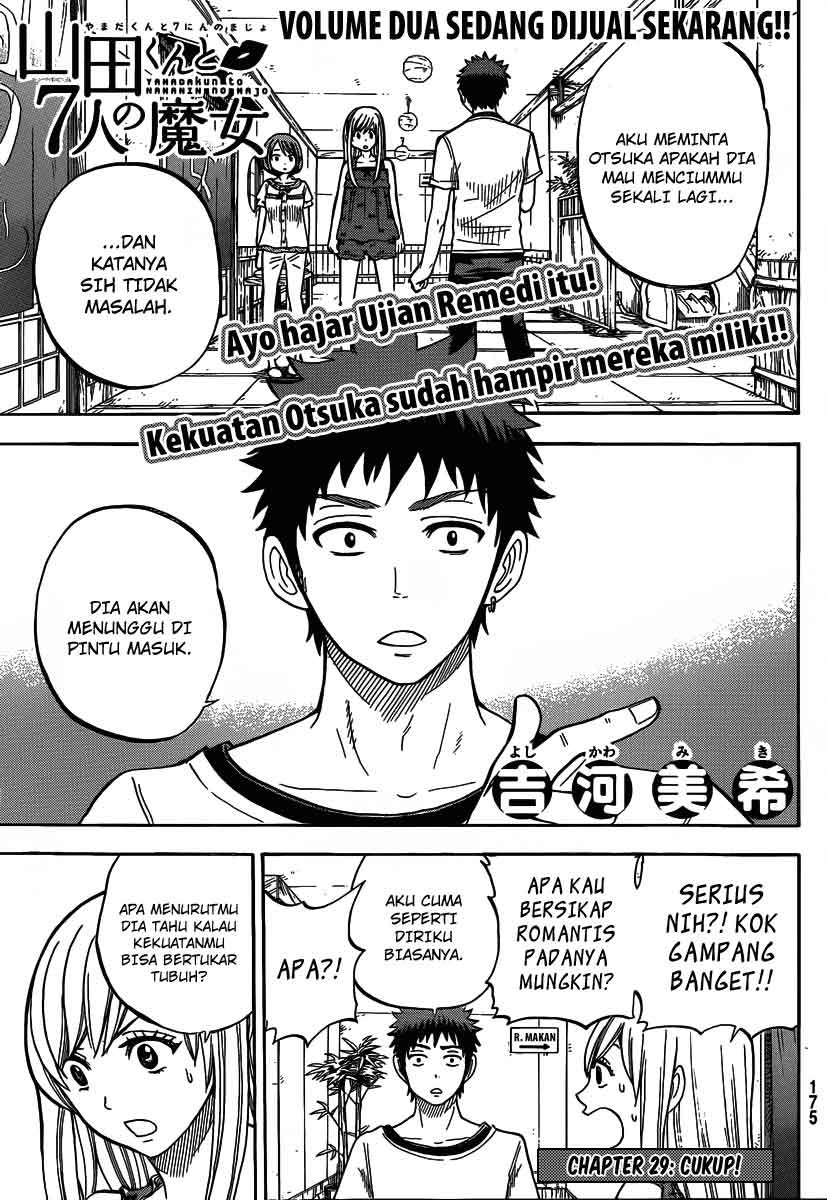 VOLUME DUA SEDANG DIJUAL SEKARANG!!
やまだくんと7にんのまじょ
山田くんと
YAMADAKUN TO
NANANIN NO MAJO
7人の魔女
AKU MEMINTA
OTSUKA APAKAH DIA
MAU MENCIUMMU
SEKALI LAGI...
...DAN
KATANYA
SIH TIDAK
MASALAH.
Ayo hajar Ujian Remedi itu!
Kekuatan Otsuka sudah hampir mereka miliki!!
DIA AKAN
MENUNGGU DI
PINTU MASUK.
よし かわ み き
吉河美希
SERIUS
NIH?! KOK
GAMPANG
BANGET!!
APA KAU
BERSIKAP
ROMANTIS
PADANYA
MUNGKIN?
AKU CUMA
SEPERTI
DIRIKU
BIASANYA.
APA?!
R. MAKAN
APA MENURUTMU
DIA TAHU KALAU
KEKUATANMU
BISA BERTUKAR
TUBUH?
175
CHAPTER 29: CUKUP!